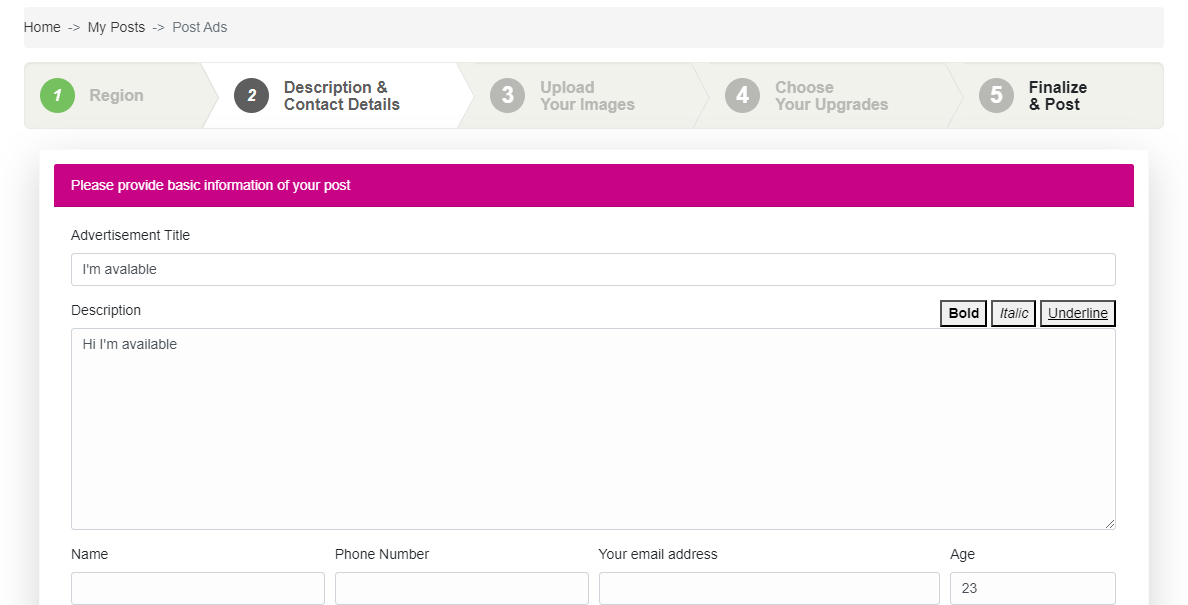 Home -> My Posts -> Post Ads
1 Region 2 Description & 3 Upload 4 Choose 5 Finalize
Contact Details Your Images Your Upgrades & Post
Please provide basic information of your post
Advertisement Title
I'm avalable
Description Bold Italic Underline
Hi I'm available
Name Phone Number Your email address Age
23